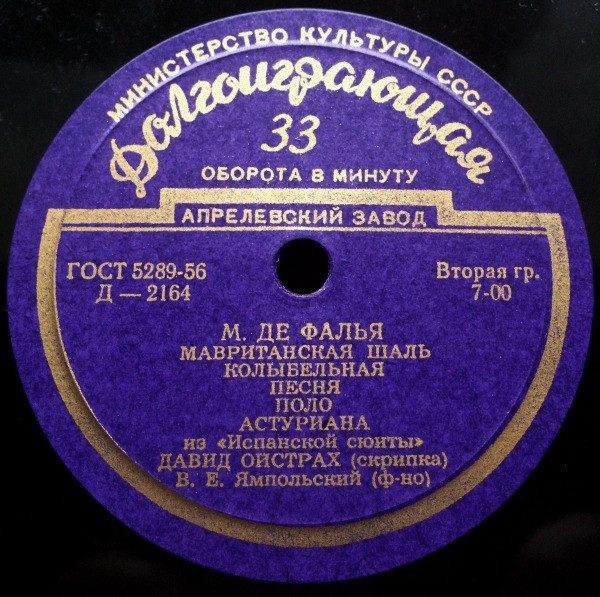 МИНИСТЕРСТВО КУЛЬТУРЫ СССР
Долгоиграющая
33
ОБОРОТА В МИНУТУ
АПРЕЛЕВСКИЙ ЗАВОД
ГОСТ 5289-56
Д — 2164
Вторая гр.
7-00
М. ДЕ ФАЛЬЯ
МАВРИТАНСКАЯ ШАЛЬ
КОЛЫБЕЛЬНАЯ
ПЕСНЯ
ПОЛО
АСТУРИАНА
из «Испанской сюиты»
ДАВИД ОЙСТРАХ (скрипка)
В. Е. Ямпольский (ф-но)